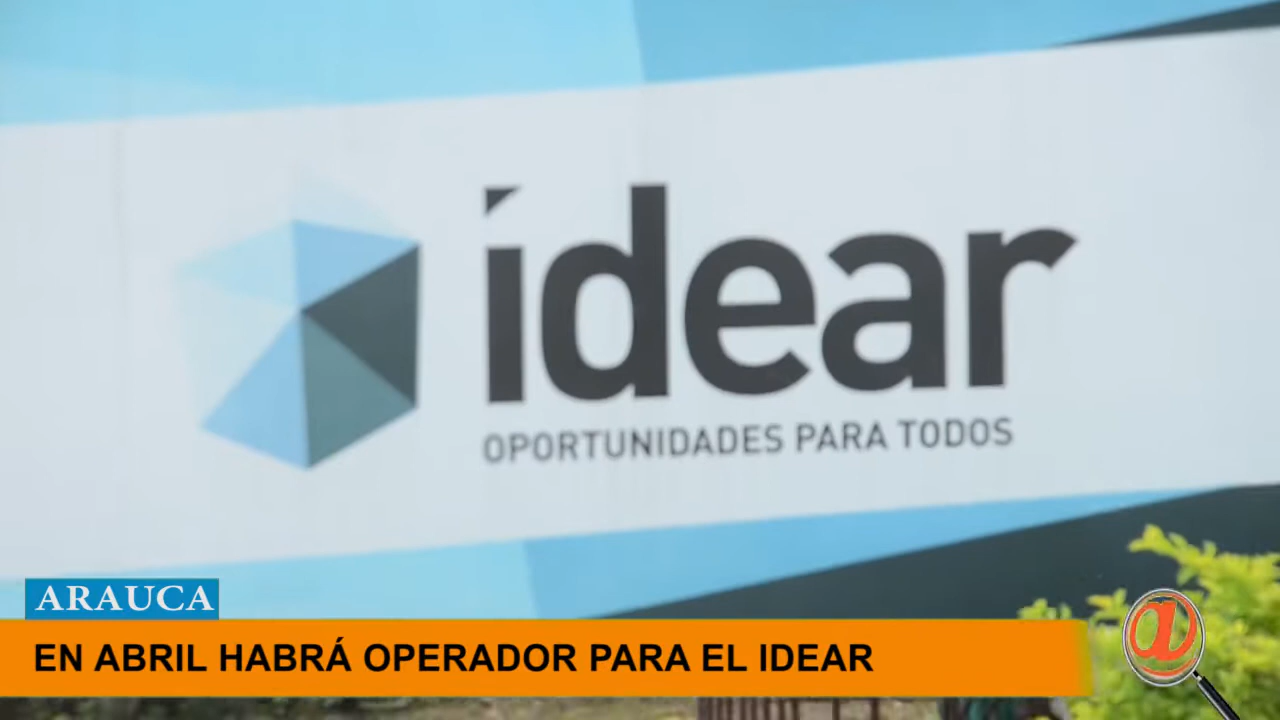 idear
OPORTUNIDADES PARA TODOS
ARAUCA
EN ABRIL HABRÁ OPERADOR PARA EL IDEAR
@